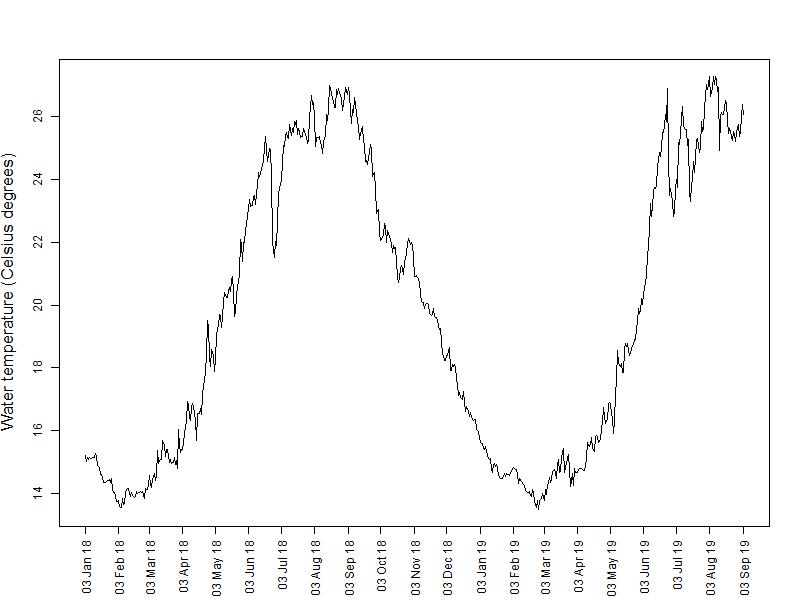 Water temperature (Celsius degrees)
26
24
22
20
18
16
14
03 Jan 18
03 Feb 18
03 Mar 18
03 Apr 18
03 May 18
03 Jun 18
03 Jul 18
03 Aug 18
03 Sep 18
03 Oct 18
03 Nov 18
03 Dec 18
03 Jan 19
03 Feb 19
03 Mar 19
03 Apr 19
03 May 19
03 Jun 19
03 Jul 19
03 Aug 19
03 Sep 19